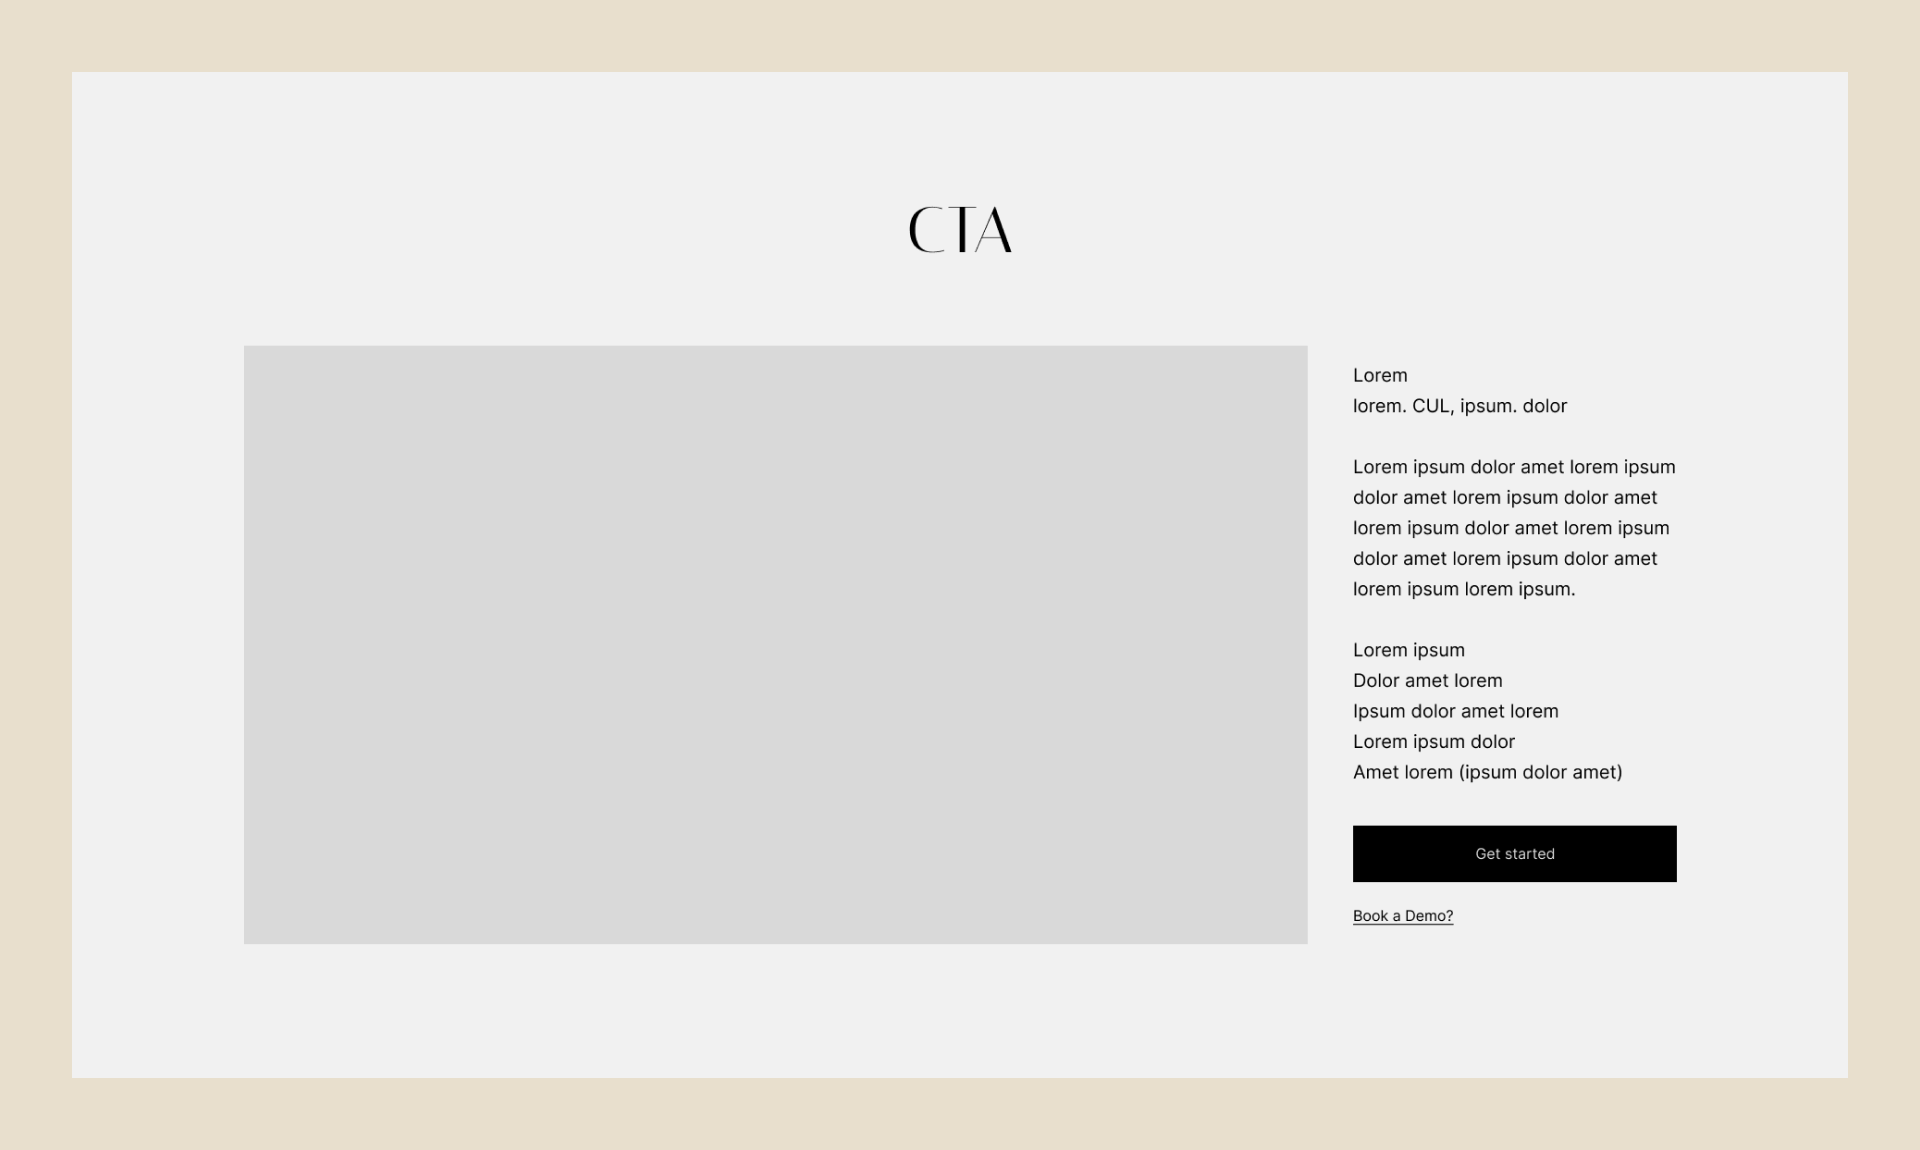 CTA
Lorem
lorem. CUL, ipsum. dolor
Lorem ipsum dolor amet lorem ipsum
dolor amet lorem ipsum dolor amet
lorem ipsum dolor amet lorem ipsum
dolor amet lorem ipsum dolor amet
lorem ipsum lorem ipsum.
Lorem ipsum
Dolor amet lorem
Ipsum dolor amet lorem
Lorem ipsum dolor
Amet lorem (ipsum dolor amet)
Get started
Book a Demo?